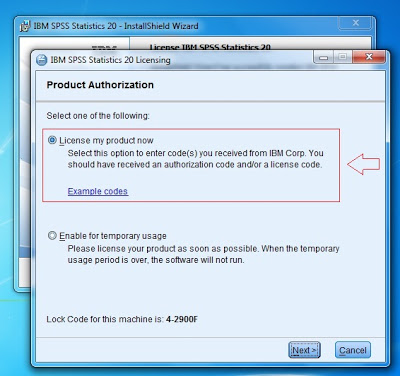 IBM SPSS Statistics 20 - InstallShield Wizard
License IBM SPSS Statistics 20
IBM SPSS Statistics 20 Licensing
Product Authorization
Select one of the following:
License my product now
Select this option to enter code(s) you received from IBM Corp. You
should have received an authorization code and/or a license code.
Example codes
Enable for temporary usage
Please license your product as soon as possible. When the temporary
usage period is over, the software will not run.
Lock Code for this machine is: 4-2900F
Next >
Cancel